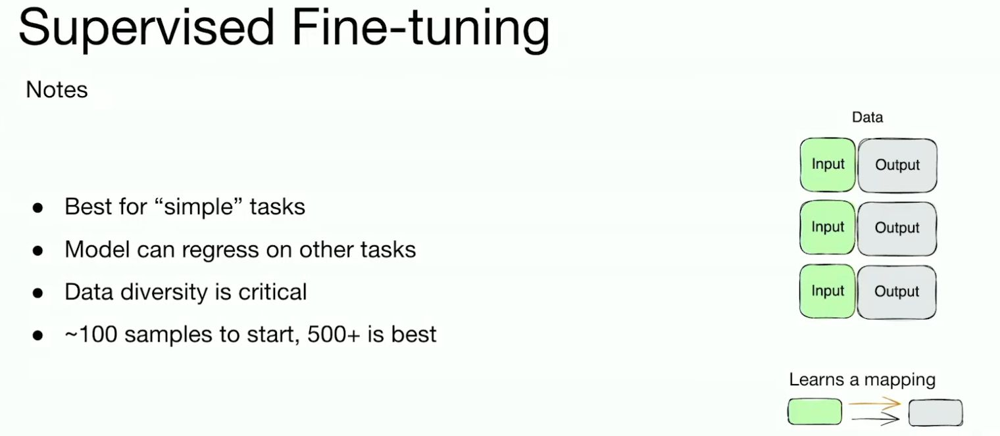 Supervised Fine-tuning
Notes
● Best for “simple” tasks
● Model can regress on other tasks
● Data diversity is critical
● ~100 samples to start, 500+ is best
Data
Input Output
Input Output
Input Output
Learns a mapping